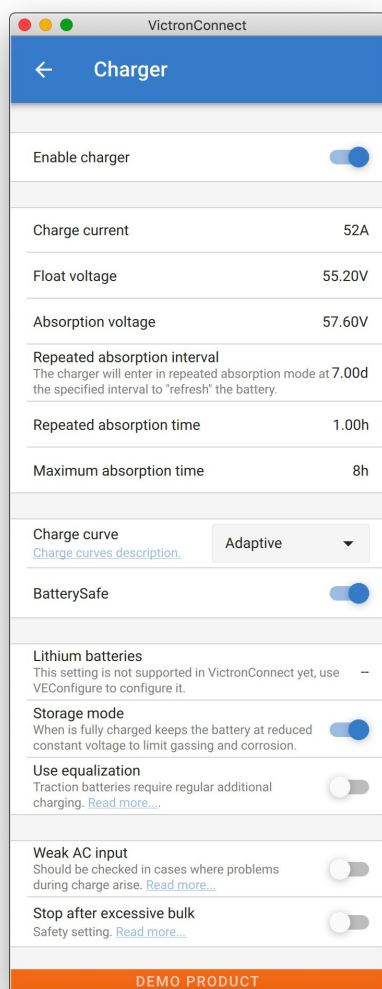 VictronConnect
Charger
Enable charger
Charge current 52A
Float voltage 55.20V
Absorption voltage 57.60V
Repeated absorption interval
The charger will enter in repeated absorption mode at 7.00d
the specified interval to "refresh" the battery.
Repeated absorption time 1.00h
Maximum absorption time 8h
Charge curve Adaptive
Charge curves description.
BatterySafe
Lithium batteries
This setting is not supported in VictronConnect yet, use --
VEConfigure to configure it.
Storage mode
When is fully charged keeps the battery at reduced
constant voltage to limit gassing and corrosion.
Use equalization
Traction batteries require regular additional
charging. Read more....
Weak AC input
Should be checked in cases where problems
during charge arise. Read more...
Stop after excessive bulk
Safety setting. Read more...
DEMO PRODUCT